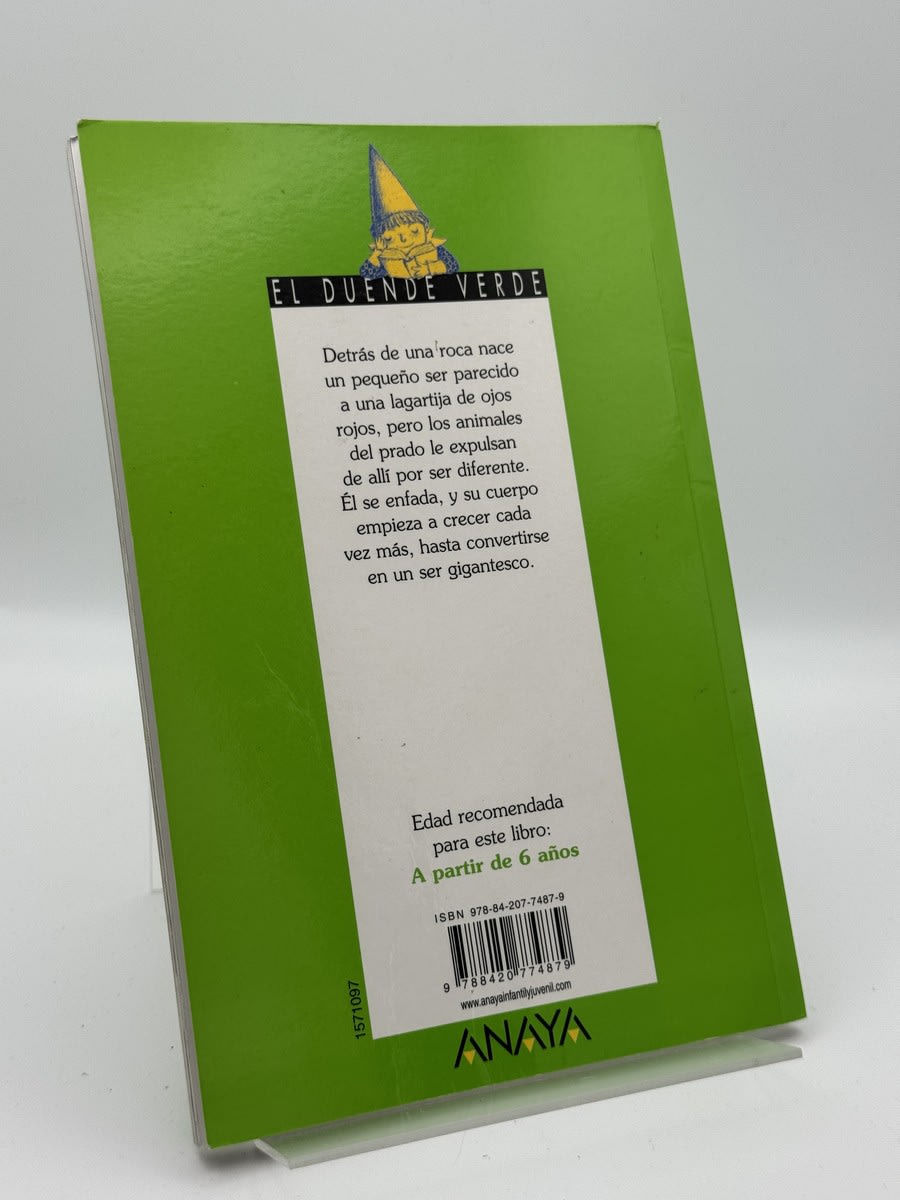 EL DUENDE VERDE
Detrás de una roca nace
un pequeño ser parecido
a una lagartija de ojos
rojos, pero los animales
del prado le expulsan
de allí por ser diferente.
Él se enfada, y su cuerpo
empieza a crecer cada
vez más, hasta convertirse
en un ser gigantesco.
Edad recomendada
para este libro:
A partir de 6 años
ISBN 978-84-207-7487-9
9 788420 774879
www.anayainfantilyjuvenil.com
1571097
ANAYA